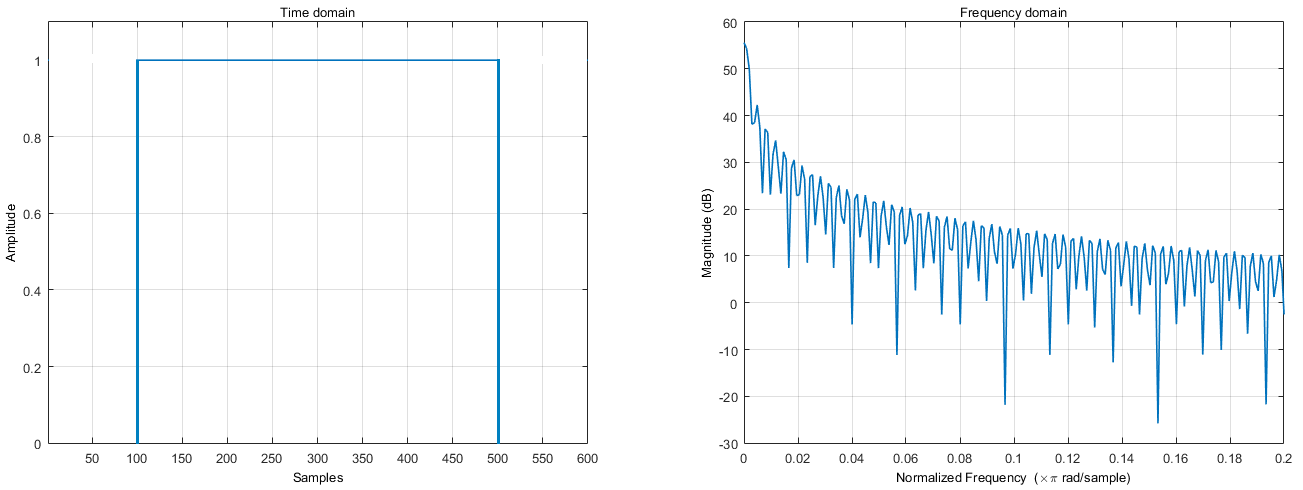 Time domain
Amplitude
1
0.8
0.6
0.4
0.2
0
50 100 150 200 250 300 350 400 450 500 550 600
Samples
Frequency domain
Magnitude (dB)
60
50
40
30
20
10
0
-10
-20
-30
0 0.02 0.04 0.06 0.08 0.1 0.12 0.14 0.16 0.18 0.2
Normalized Frequency (×π rad/sample)